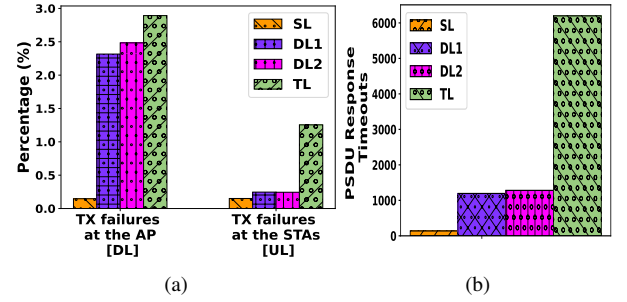 Percentage (%)
3.0
2.5
2.0
1.5
1.0
0.5
0.0
SL
DL1
DL2
TL
TX failures
at the AP
[DL]
TX failures
at the STAs
[UL]
(a)
PSDU Response
Timeouts
6000
5000
4000
3000
2000
1000
0
SL
DL1
DL2
TL
(b)